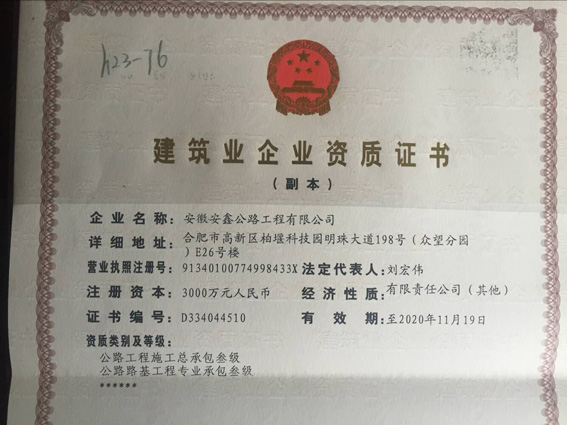 h23-76
建筑业企业资质证书
（副本）
企业名称：安徽安鑫公路工程有限公司
详细地址：合肥市高新区柏堰科技园明珠大道198号（众望分园
）E26号楼
营业执照注册号：91340100774998433X 法定代表人：刘宏伟
注册资本：3000万元人民币 经济性质：有限责任公司（其他）
证书编号：D334044510 有效期：至2020年11月19日
资质类别及等级：
公路工程施工总承包叁级
公路路基工程专业承包叁级
******